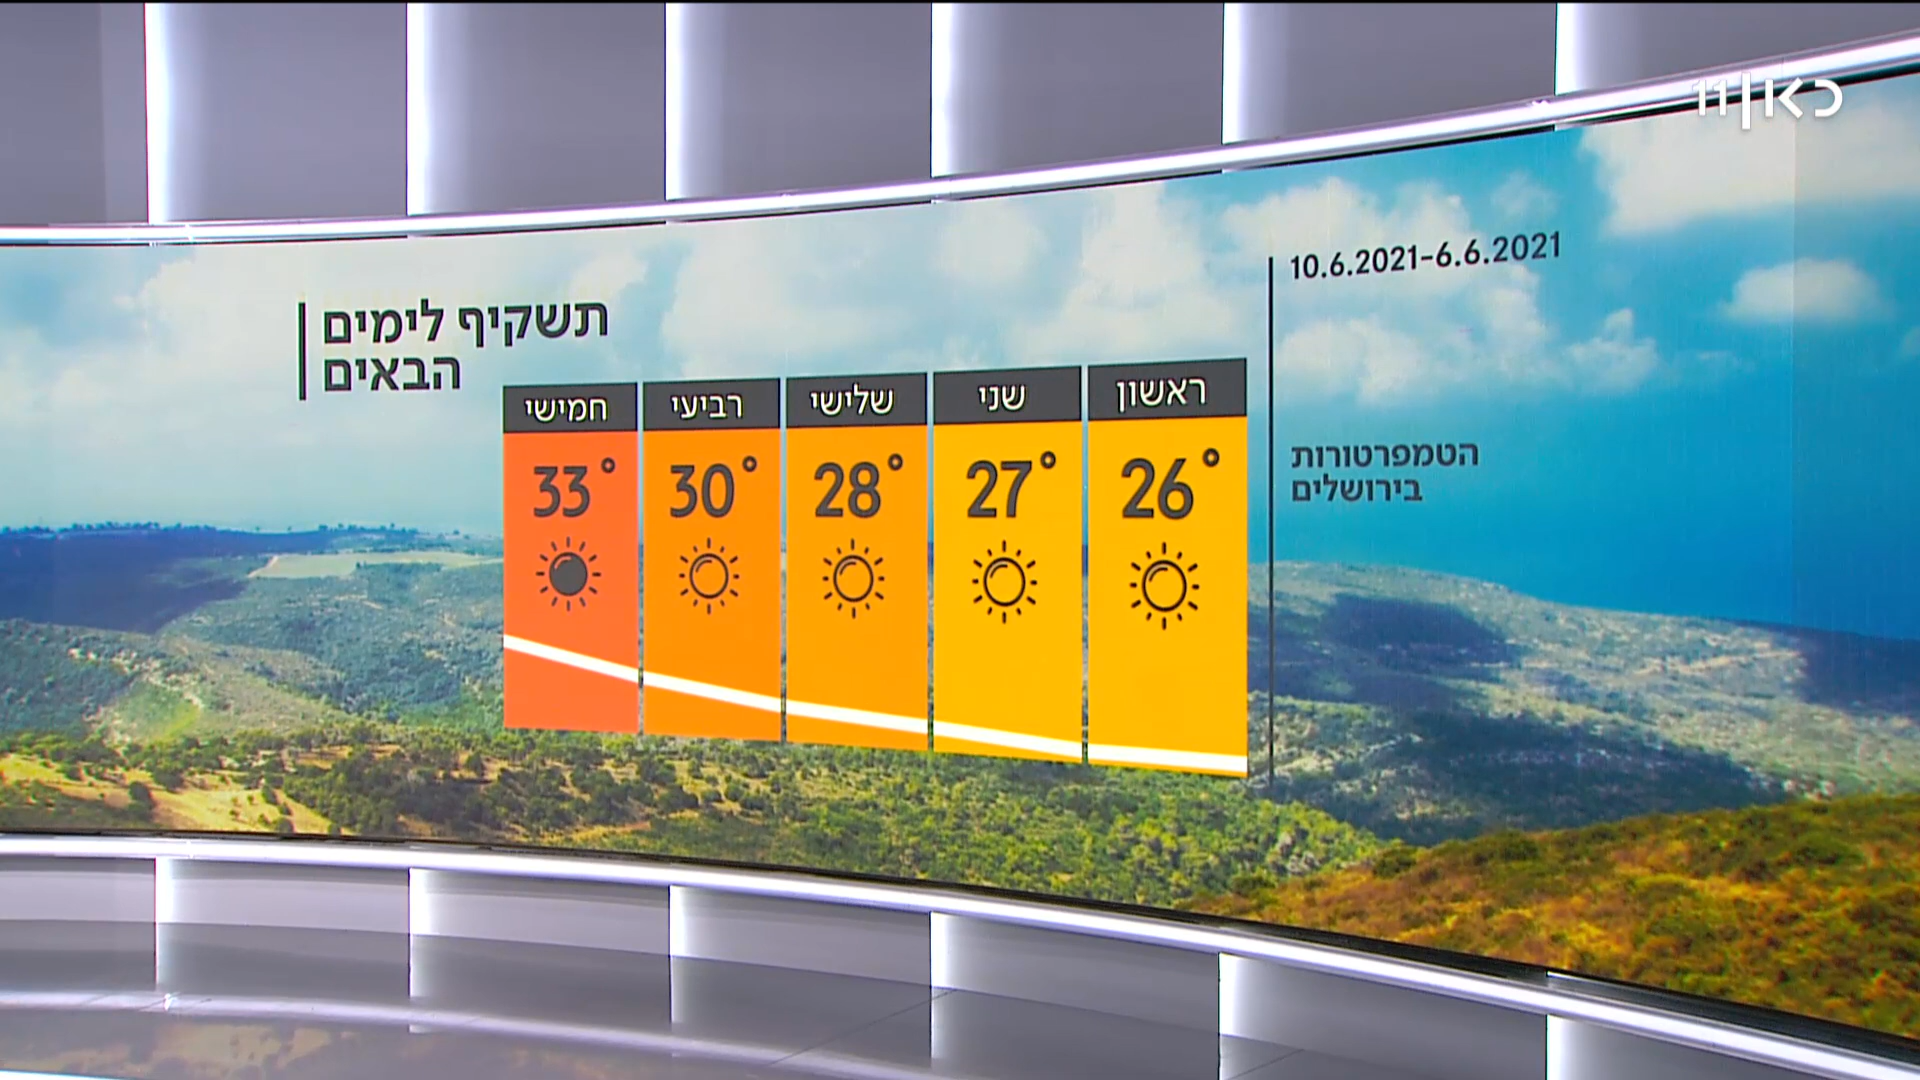 כאן 11
10.6.2021-6.6.2021
תשקיף לימים
הבאים
ראשון
שני
שלישי
רביעי
חמישי
26°
27°
28°
30°
33°
הטמפרטורות
בירושלים